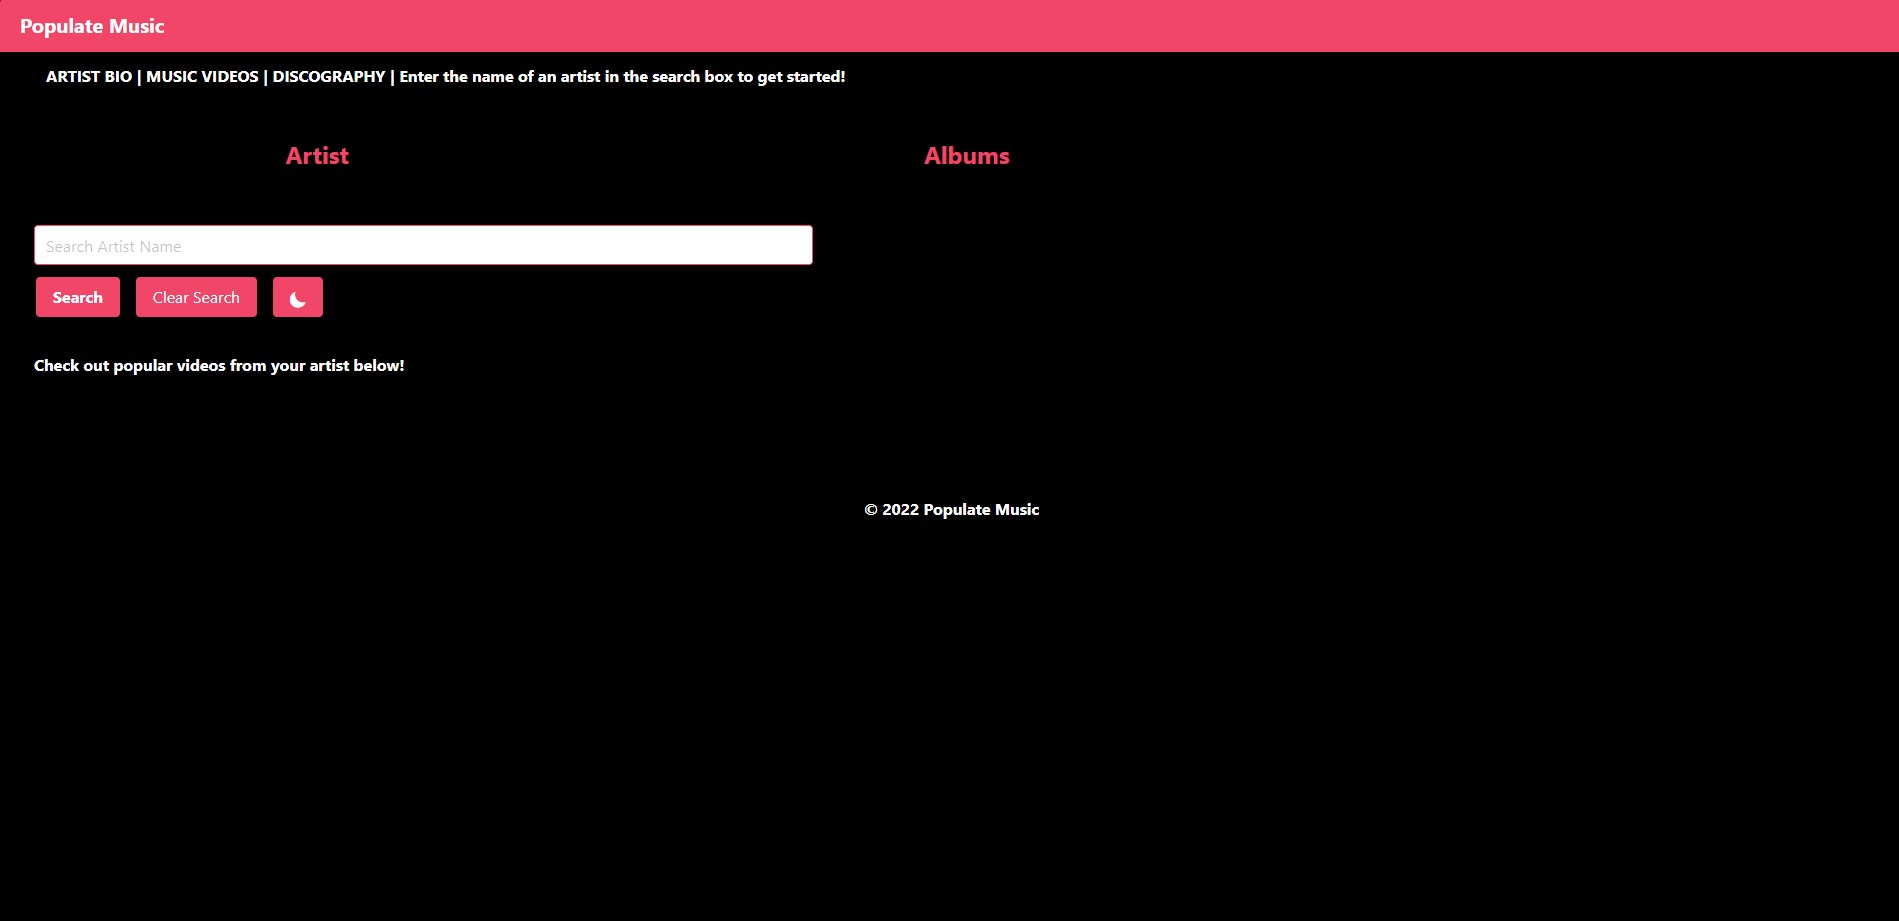 Populate Music
ARTIST BIO | MUSIC VIDEOS | DISCOGRAPHY | Enter the name of an artist in the search box to get started!
Artist
Albums
Search Artist Name
Search
Clear Search
Check out popular videos from your artist below!
© 2022 Populate Music